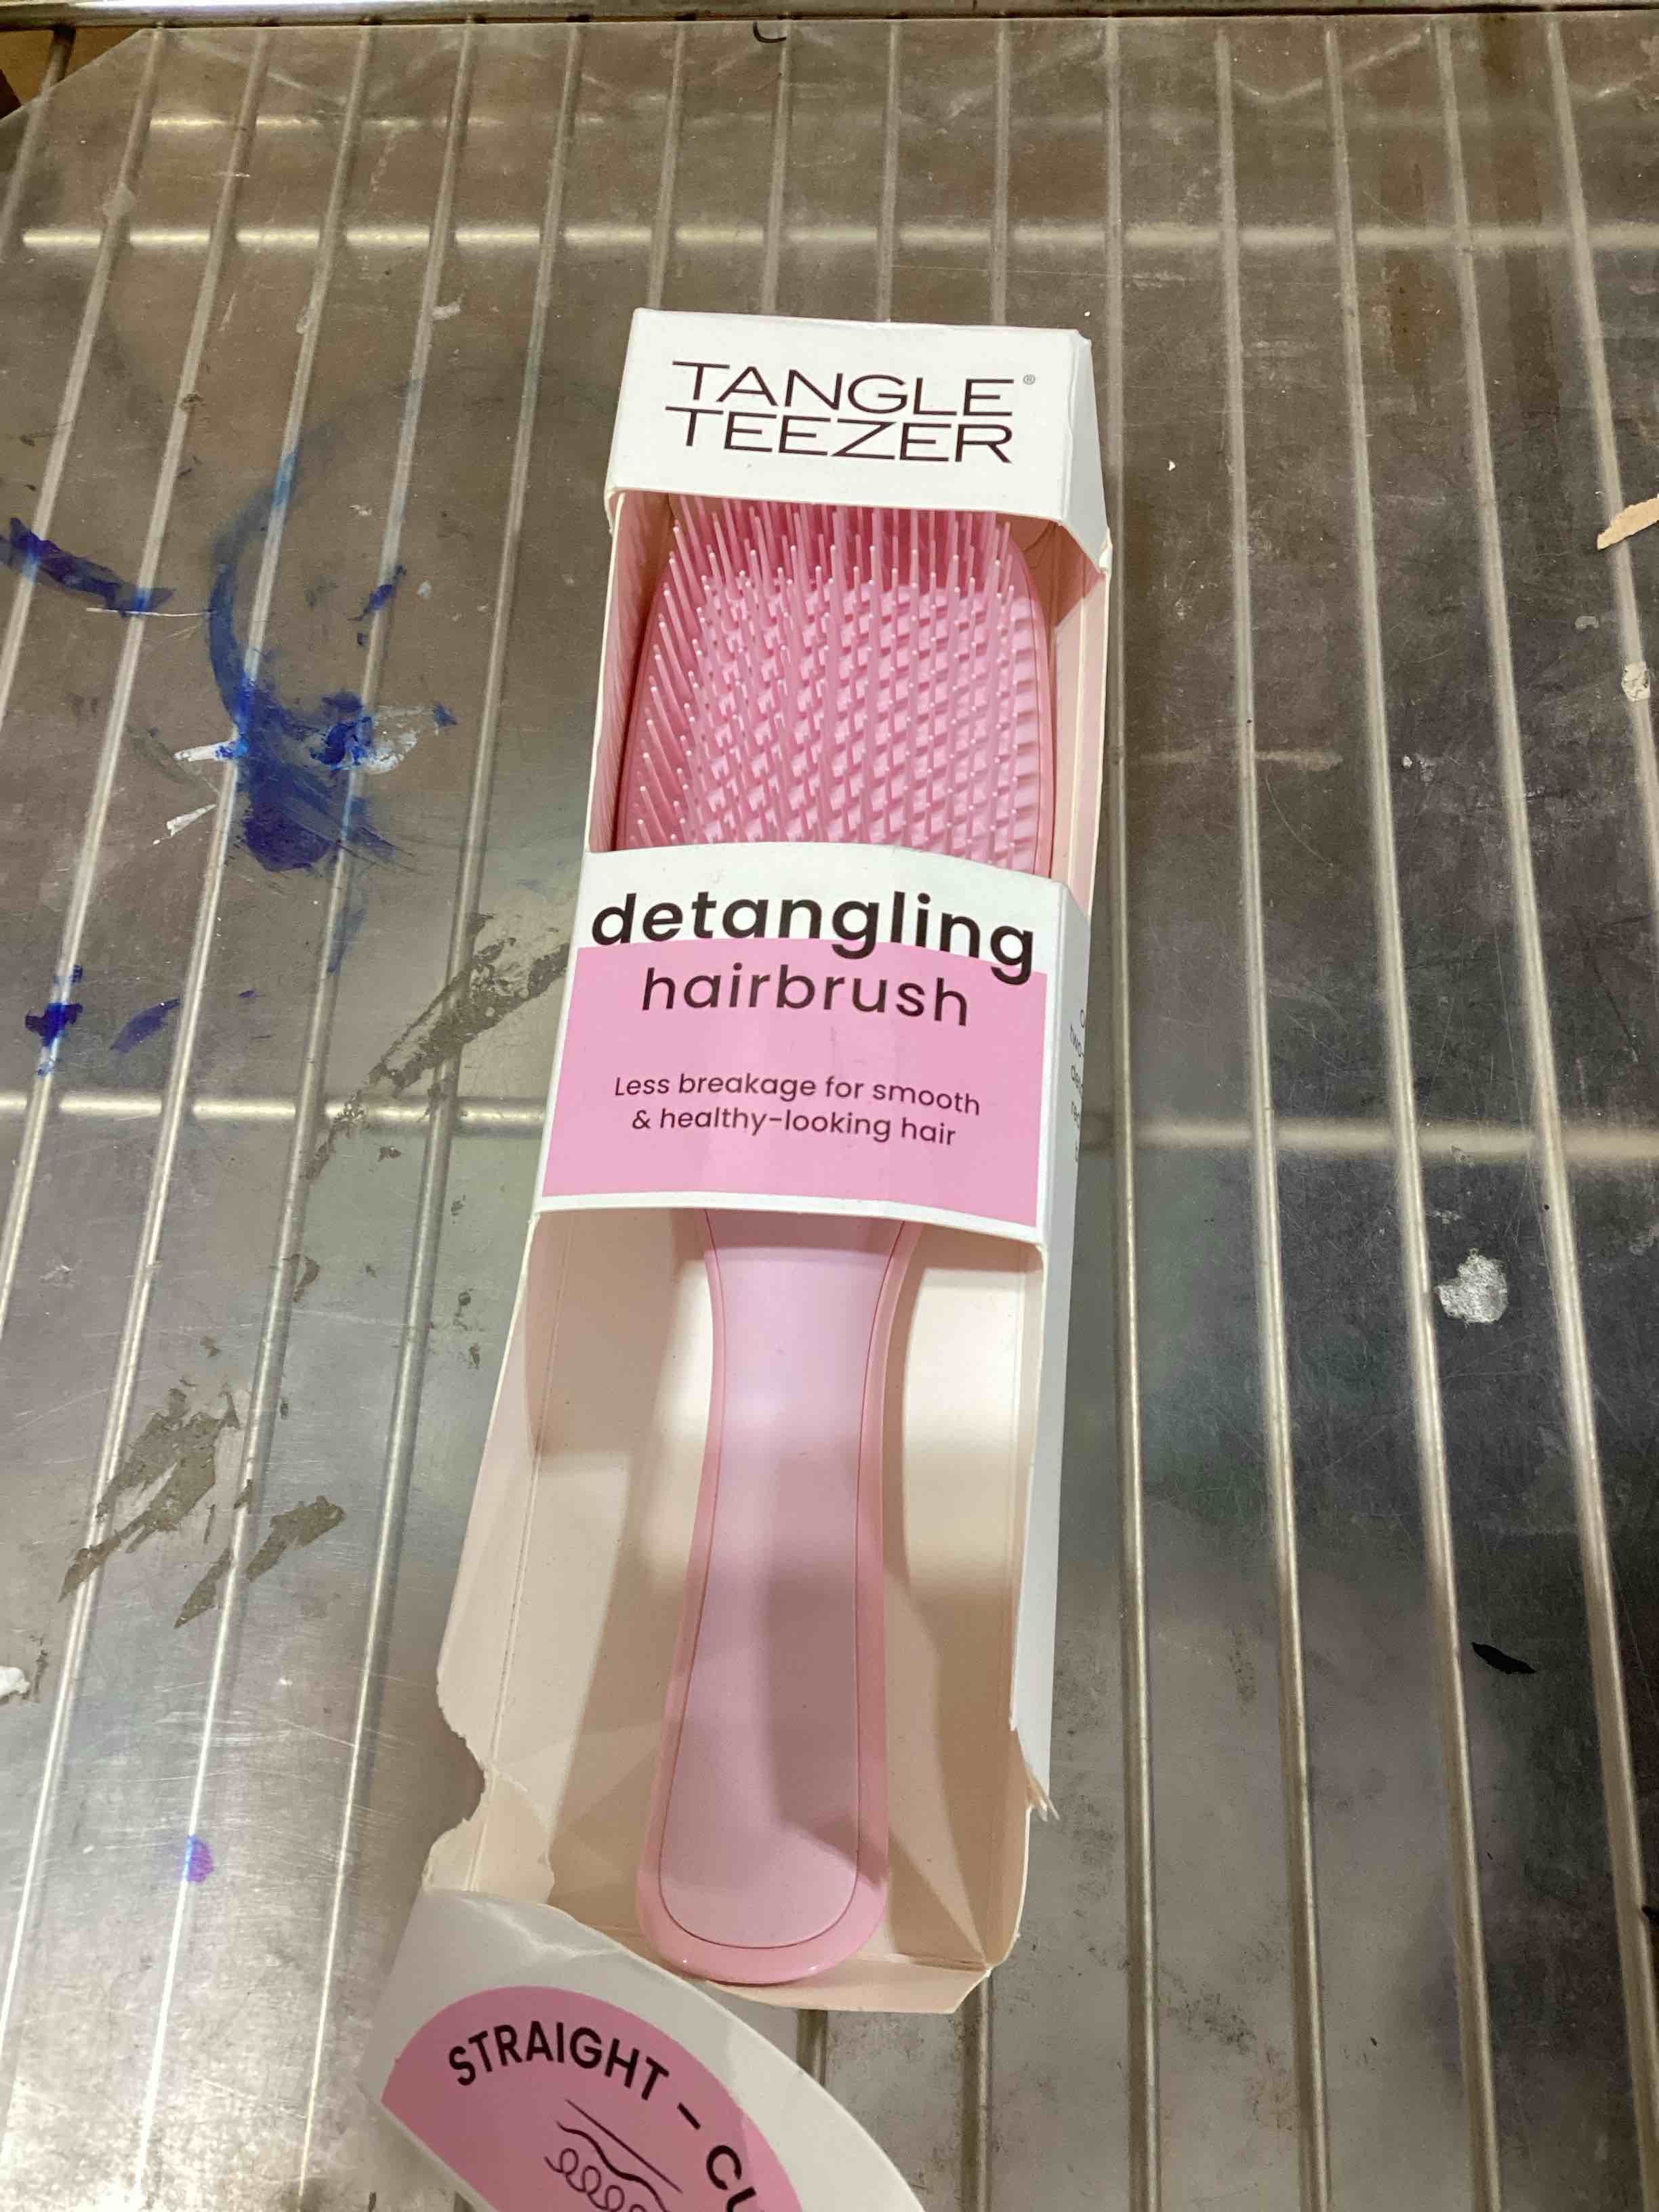 TANGLE®
TEEZER
detangling
hairbrush
Less breakage for smooth
& healthy-looking hair
STRAIGHT -